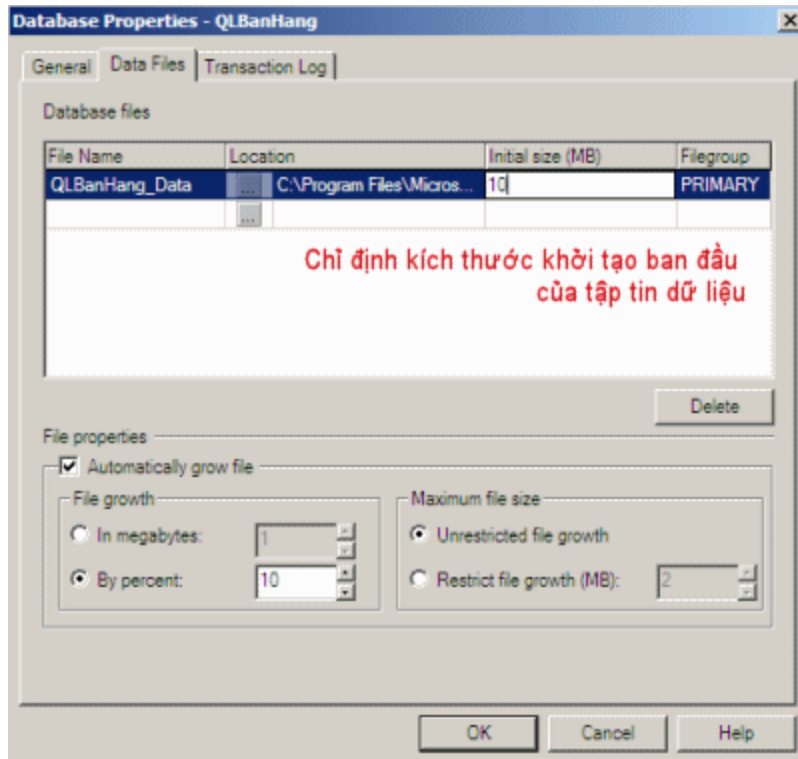 Database Properties - QLBanHang
General Data Files Transaction Log
Database files
File Name Location Initial size (MB) Filegroup
QLBanHang_Data ... C:\Program Files\Micros... 10 PRIMARY
...
Chỉ định kích thước khởi tạo ban đầu
của tập tin dữ liệu
Delete
File properties
Automatically grow file
File growth Maximum file size
In megabytes: 1 Unrestricted file growth
By percent: 10 Restrict file growth (MB): 2
OK Cancel Help